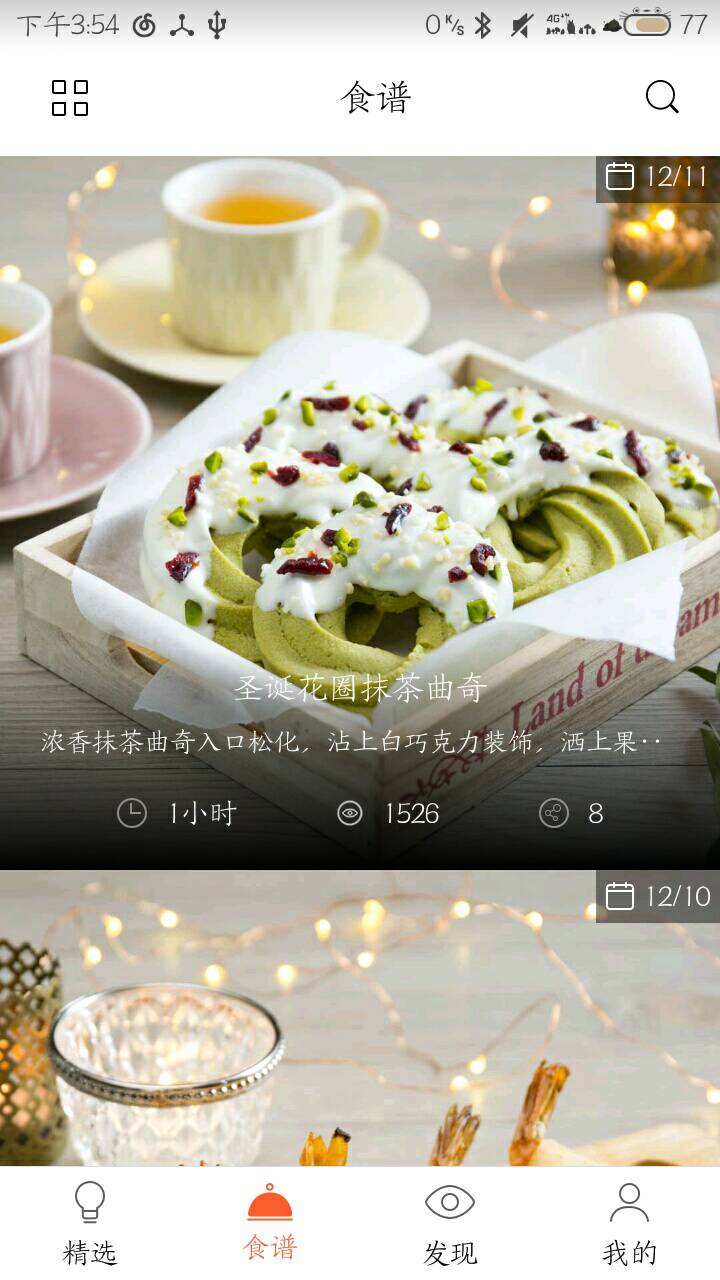 下午3:54
0 K/s 4G+ 77
食谱
12/11
Land of
圣诞花圈抹茶曲奇
浓香抹茶曲奇入口松化，沾上白巧克力装饰，洒上果··
1小时 1526 8
12/10
精选 食谱 发现 我的